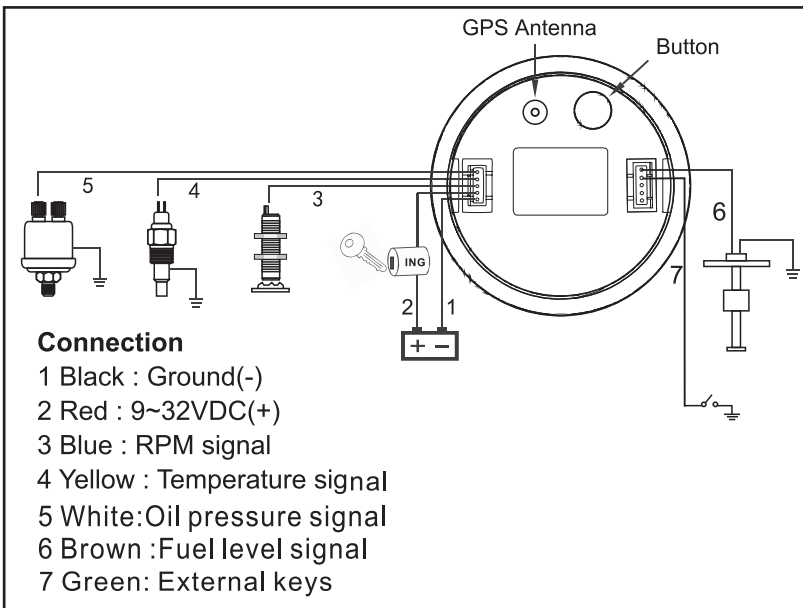 GPS Antenna
Button
5
4
3
ING
6
7
2
1
+ −
Connection
1 Black : Ground(-)
2 Red : 9~32VDC(+)
3 Blue : RPM signal
4 Yellow : Temperature signal
5 White:Oil pressure signal
6 Brown :Fuel level signal
7 Green: External keys